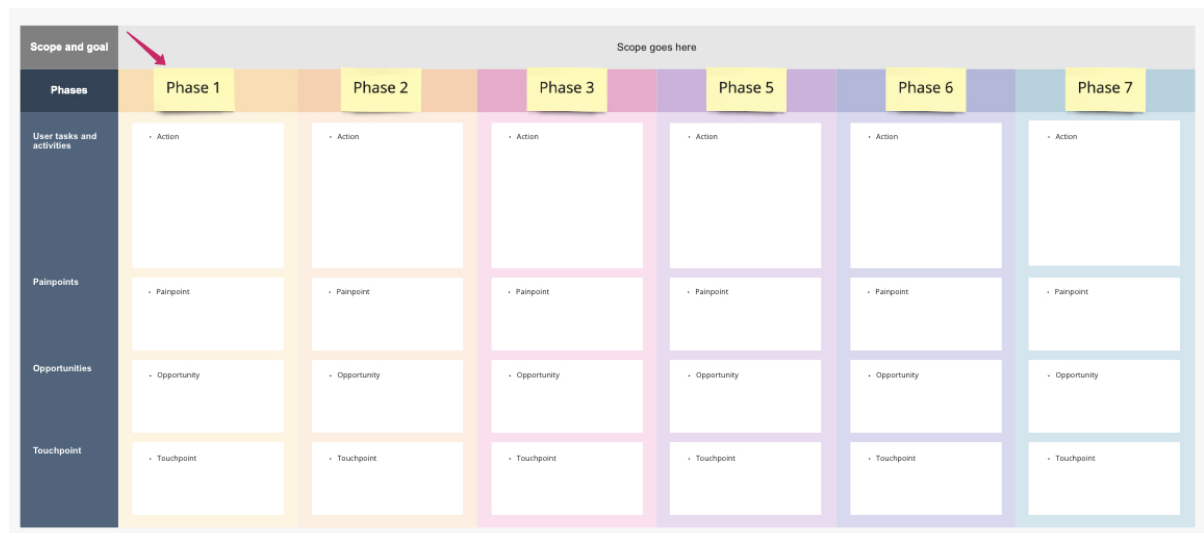 Scope and goal
Scope goes here
Phases
Phase 1
Phase 2
Phase 3
Phase 5
Phase 6
Phase 7
User tasks and
activities
• Action
• Action
• Action
• Action
• Action
• Action
Painpoints
• Painpoint
• Painpoint
• Painpoint
• Painpoint
• Painpoint
• Painpoint
Opportunities
• Opportunity
• Opportunity
• Opportunity
• Opportunity
• Opportunity
• Opportunity
Touchpoint
• Touchpoint
• Touchpoint
• Touchpoint
• Touchpoint
• Touchpoint
• Touchpoint